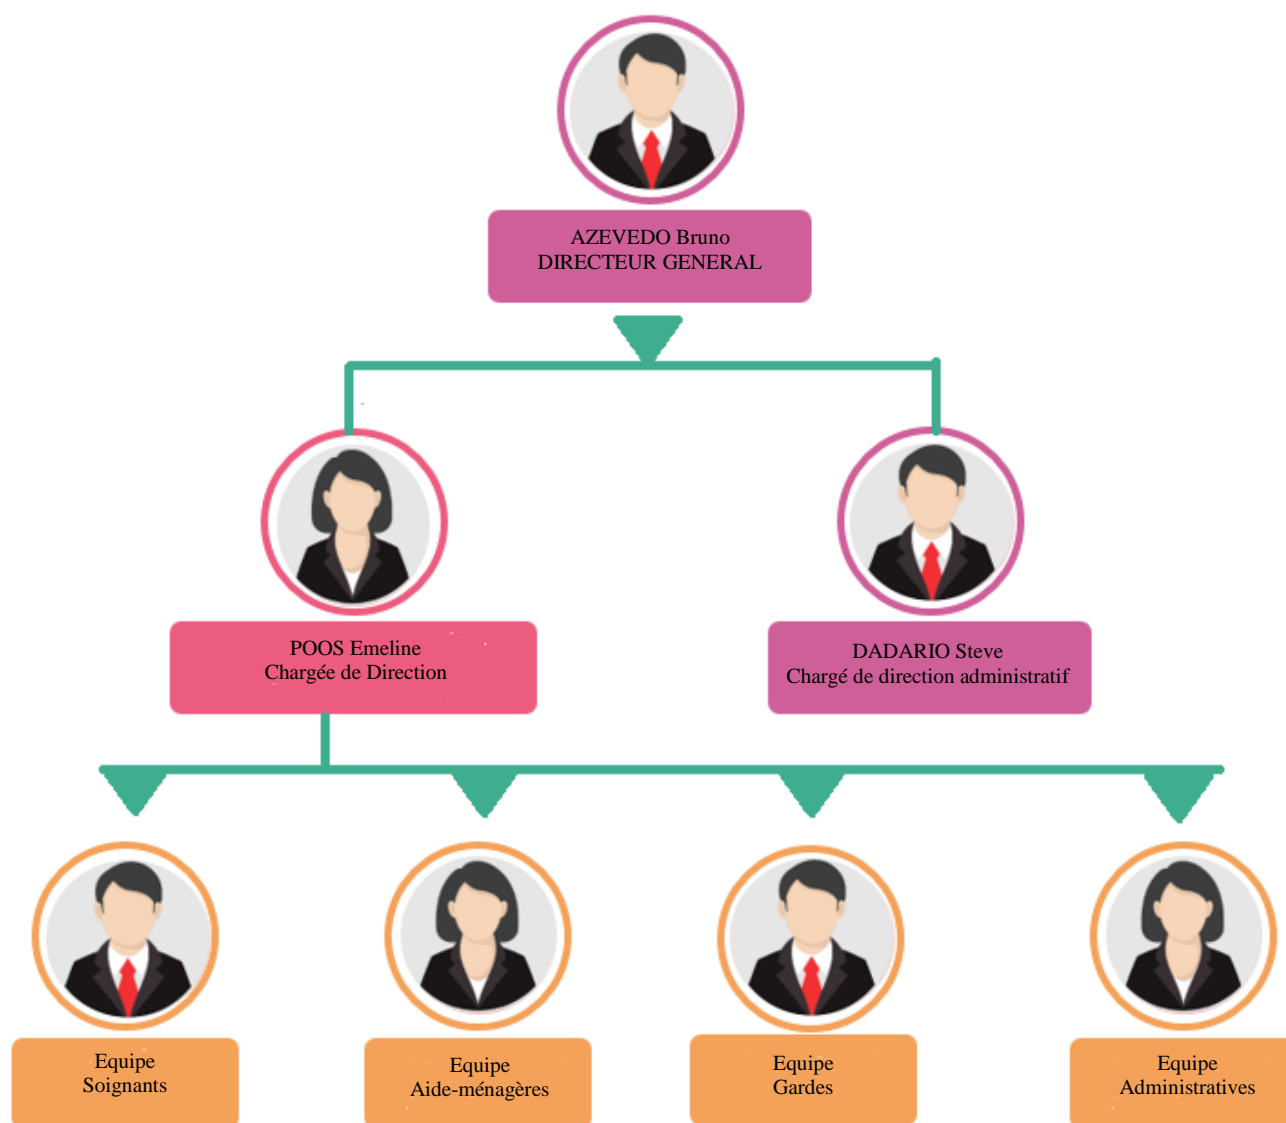 AZEVEDO Bruno
DIRECTEUR GENERAL
POOS Emeline
Chargée de Direction
DADARIO Steve
Chargé de direction administratif
Equipe
Soignants
Equipe
Aide-ménagères
Equipe
Gardes
Equipe
Administratives